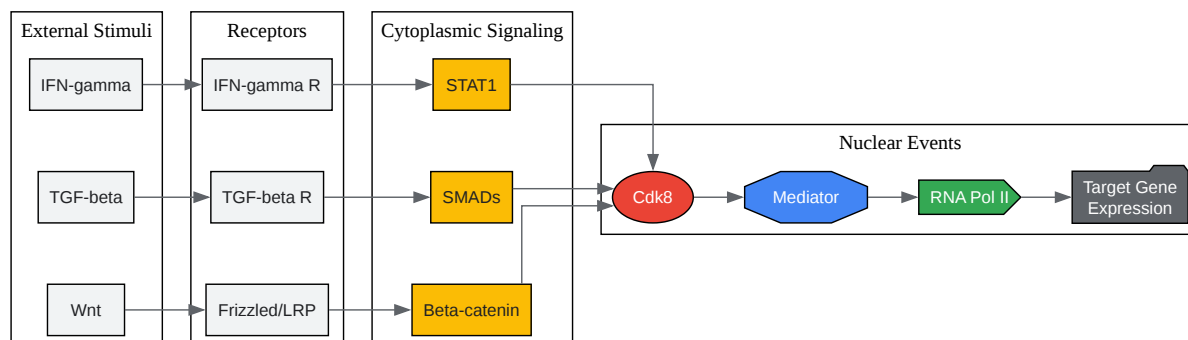 External Stimuli
Receptors
Cytoplasmic Signaling
IFN-gamma
IFN-gamma R
STAT1
Nuclear Events
TGF-beta
TGF-beta R
SMADs
Cdk8
Mediator
RNA Pol II
Target Gene
Expression
Wnt
Frizzled/LRP
Beta-catenin